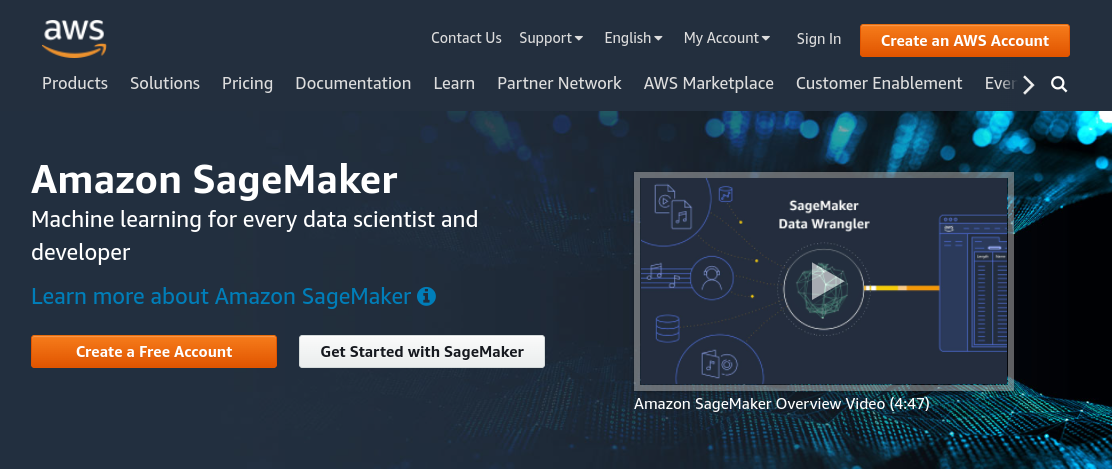 aws
Contact Us Support English My Account Sign In Create an AWS Account
Products Solutions Pricing Documentation Learn Partner Network AWS Marketplace Customer Enablement
Amazon SageMaker
Machine learning for every data scientist and
developer
Learn more about Amazon SageMaker
Create a Free Account Get Started with SageMaker
SageMaker
Data Wrangler
Amazon SageMaker Overview Video (4:47)